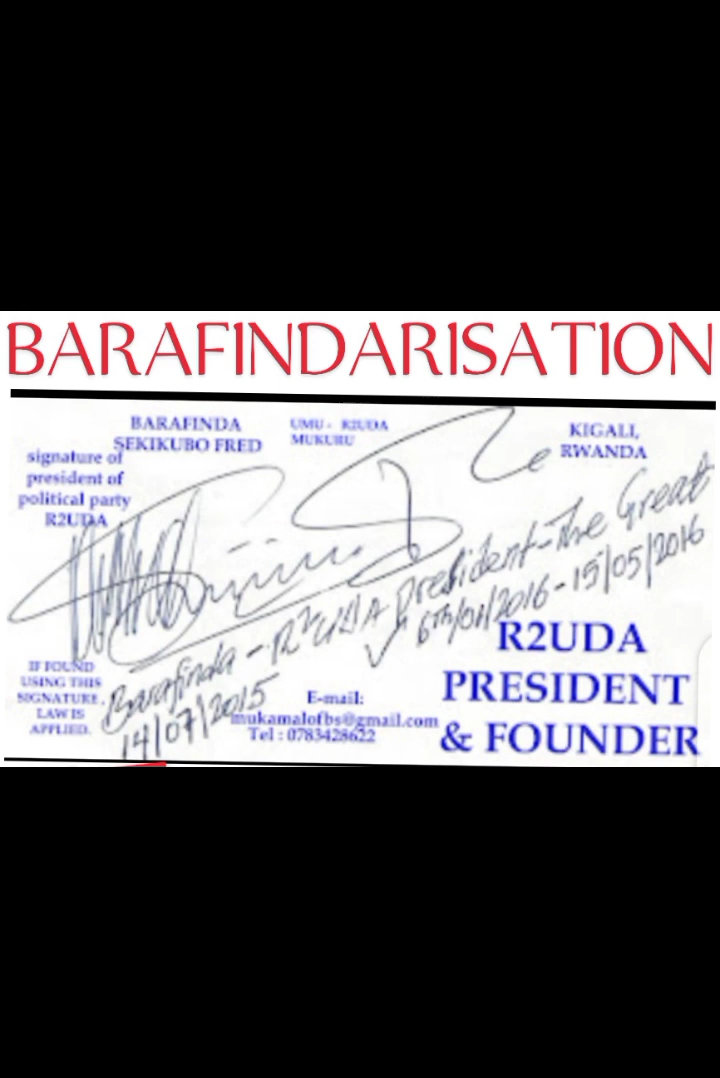 BARAFINDARISATION
BARAFINDA
SEKIKUBO FRED
UMU - R2UDA
MUKURU
KIGALI,
RWANDA
signature of
president of
political party
R2UDA
Barafinda - R²UDA President-The Great
14/07/2015
6th/01/2016 - 15/05/2016
R2UDA
PRESIDENT
& FOUNDER
IF FOUND
USING THIS
SIGNATURE,
LAW IS
APPLIED.
E-mail:
mukamalofbs@gmail.com
Tel : 0783428622